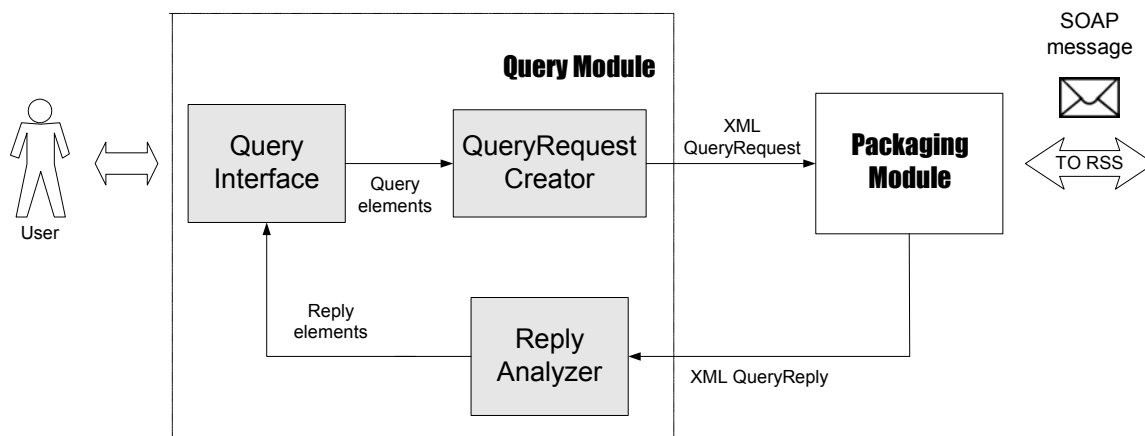 SOAP
message
Query Module
Query
Interface
QueryRequest
Creator
XML
QueryRequest
Packaging
Module
TO RSS
Query
elements
User
Reply
elements
Reply
Analyzer
XML QueryReply